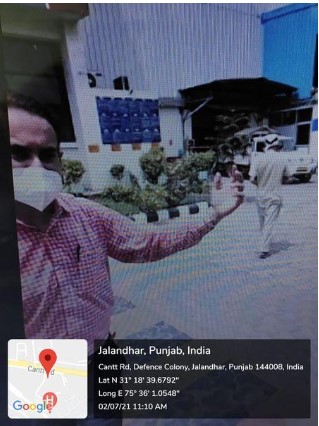 Jalandhar, Punjab, India
Cantt Rd, Defence Colony, Jalandhar, Punjab 144008, India
Lat N 31° 18' 39.6792"
Long E 75° 36' 1.0548"
02/07/21 11:10 AM
Google
H